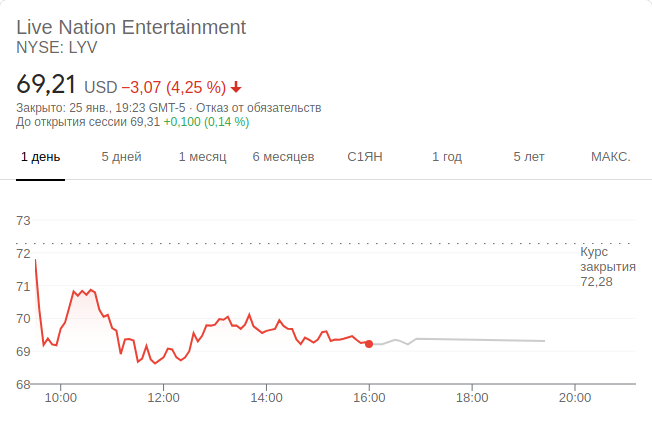 Live Nation Entertainment
NYSE: LYV
69,21 USD −3,07 (4,25 %)
Закрыто: 25 янв., 19:23 GMT-5 · Отказ от обязательств
До открытия сессии 69,31 +0,100 (0,14 %)
1 день 5 дней 1 месяц 6 месяцев С1ЯН 1 год 5 лет МАКС.
73
72
71
70
69
68
Курс
закрытия
72,28
10:00 12:00 14:00 16:00 18:00 20:00